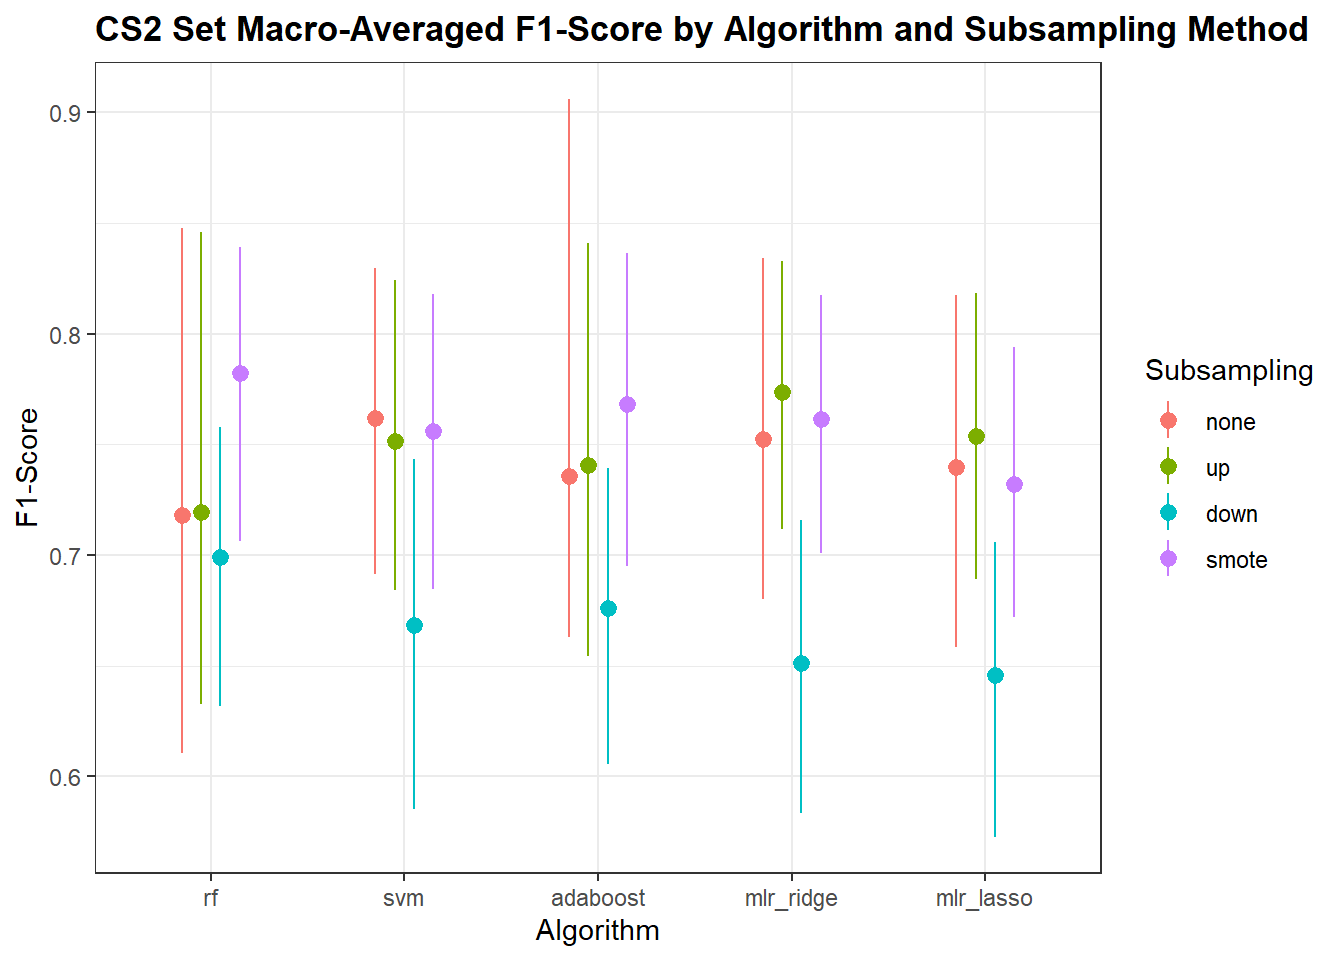 CS2 Set Macro-Averaged F1-Score by Algorithm and Subsampling Method
F1-Score
0.9
0.8
0.7
0.6
rf
svm
adaboost
mlr_ridge
mlr_lasso
Algorithm
Subsampling
none
up
down
smote